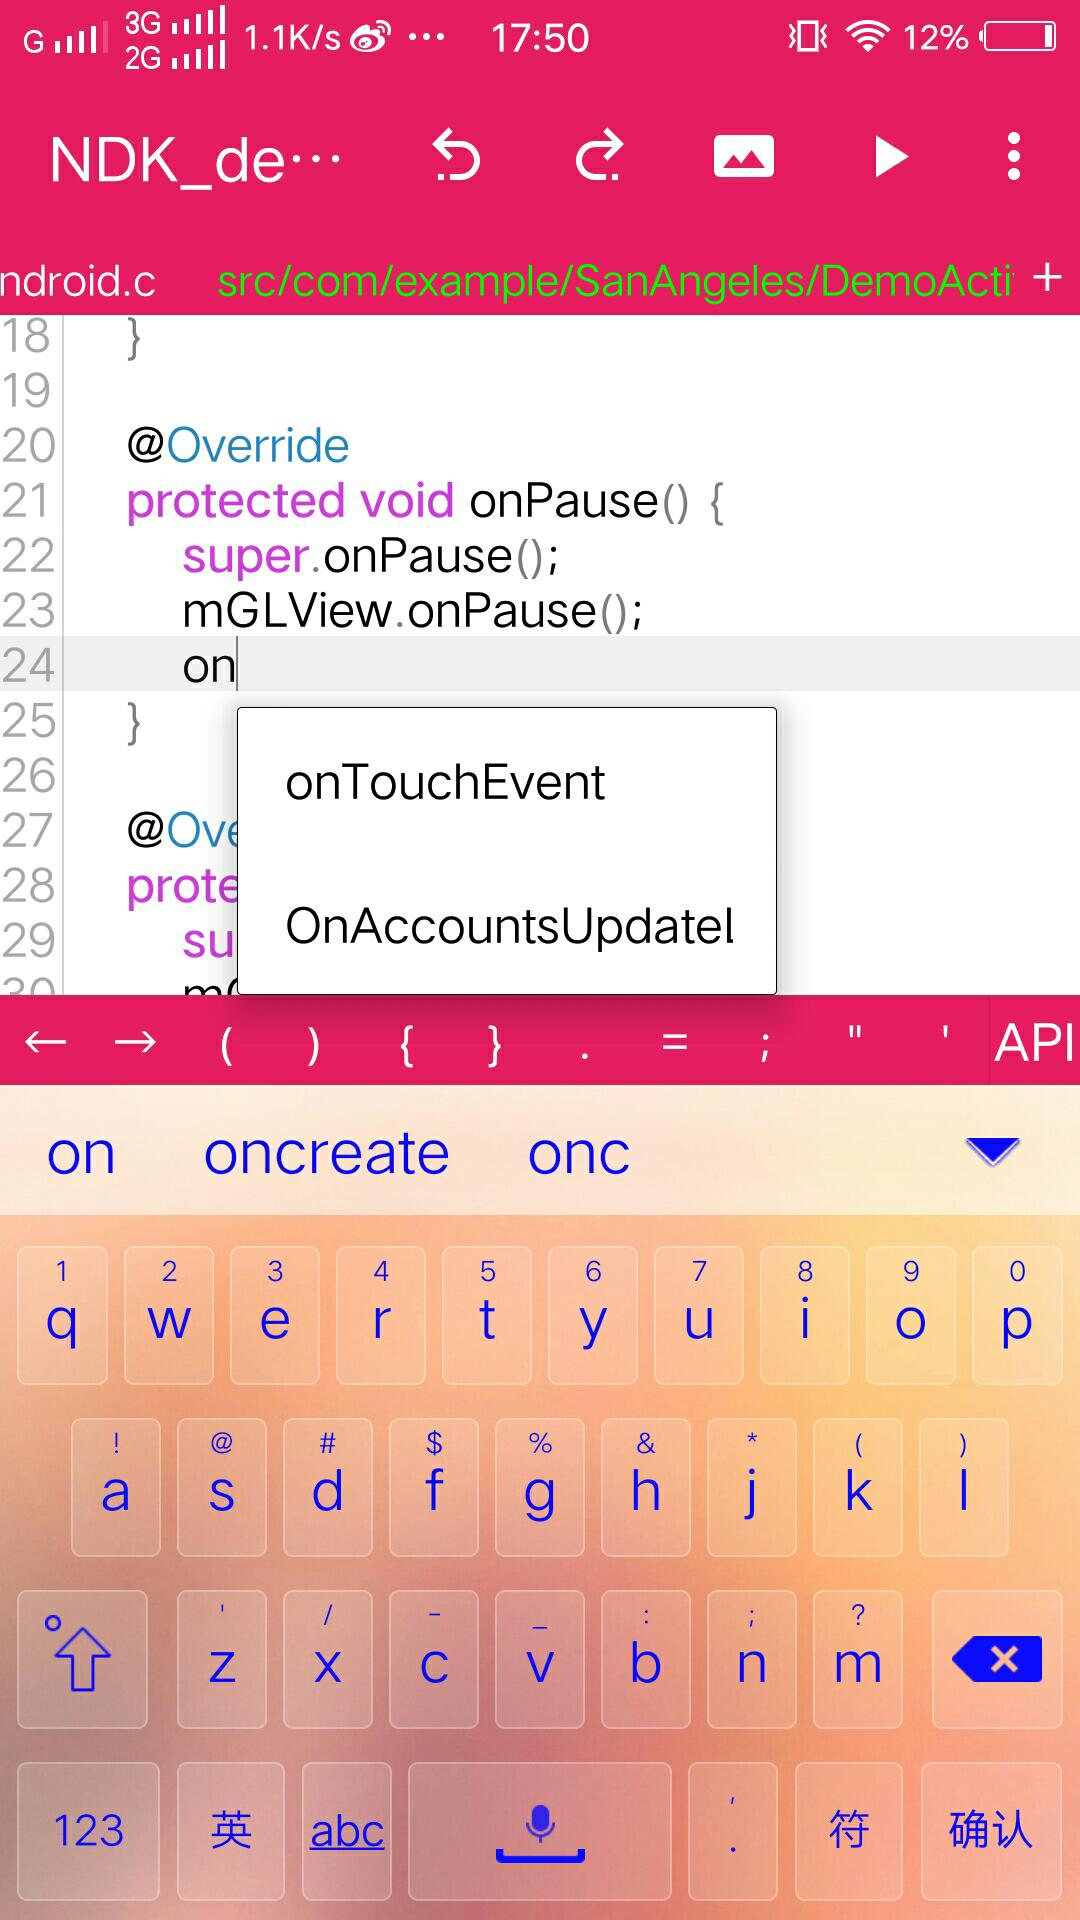 G 3G 2G 1.1K/s ... 17:50 12%
NDK_de...
ndroid.c src/com/example/SanAngeles/DemoActi +
18 }
19
20 @Override
21 protected void onPause() {
22 super.onPause();
23 mGLView.onPause();
24 on
25 }
26
27 @Ove
28 prote
29 su
30
onTouchEvent
OnAccountsUpdatel
← → ( ) { } . = ; " ' API
on oncreate onc
1 2 3 4 5 6 7 8 9 0
q w e r t y u i o p
! @ # $ % & * ( )
a s d f g h j k l
' / - _ : ; ?
z x c v b n m
123 英 abc ' . 符 确认